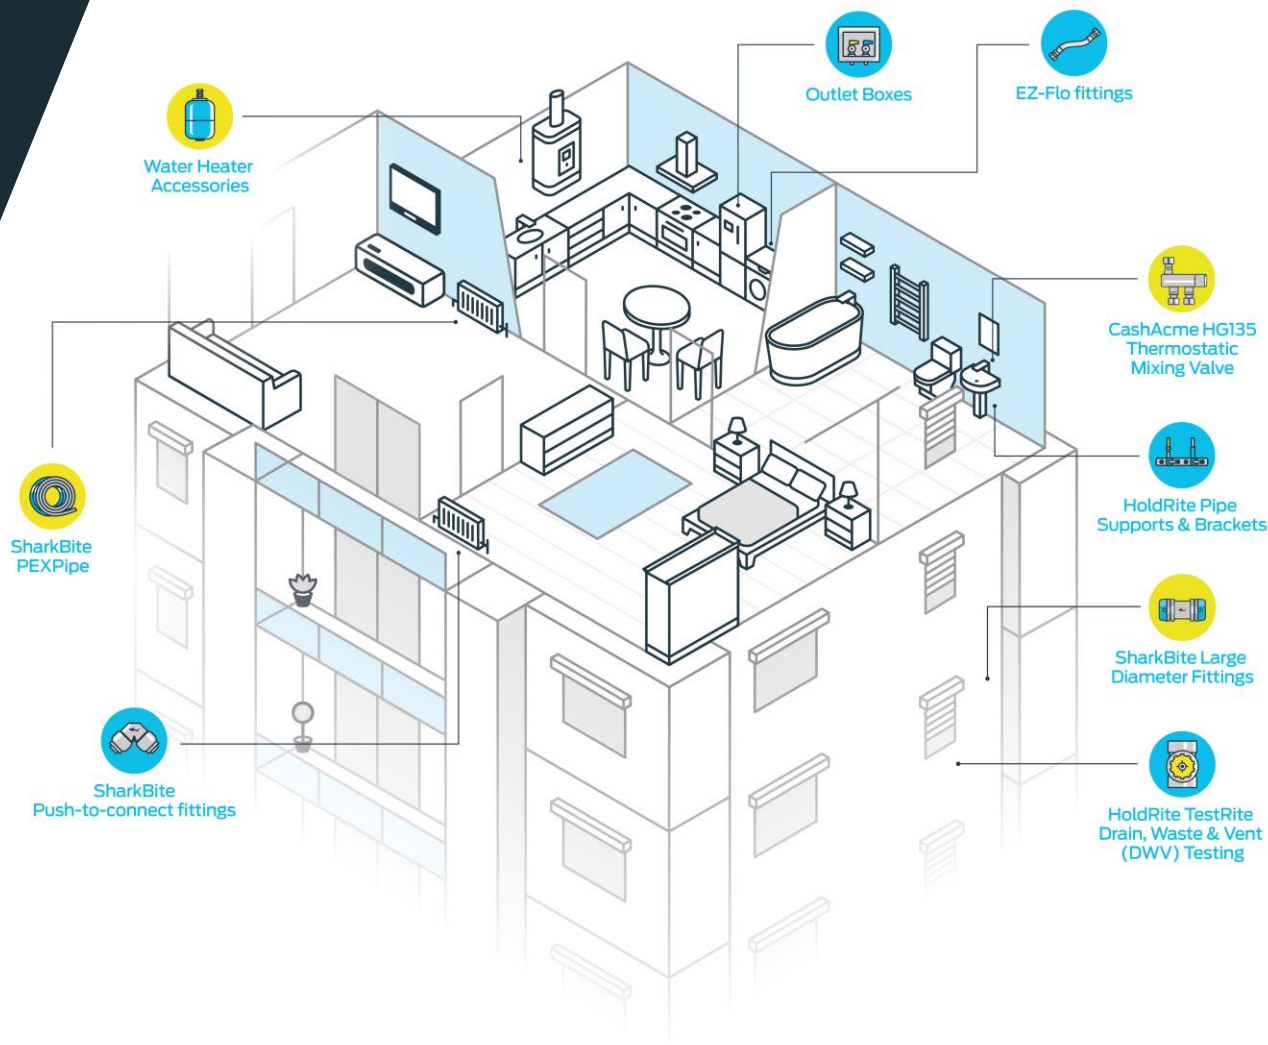 Outlet Boxes
EZ-Flo fittings
Water Heater
Accessories
CashAcme HG135
Thermostatic
Mixing Valve
HoldRite Pipe
Supports & Brackets
SharkBite
PEXPipe
SharkBite Large
Diameter Fittings
SharkBite
Push-to-connect fittings
HoldRite TestRite
Drain, Waste & Vent
(DWV) Testing